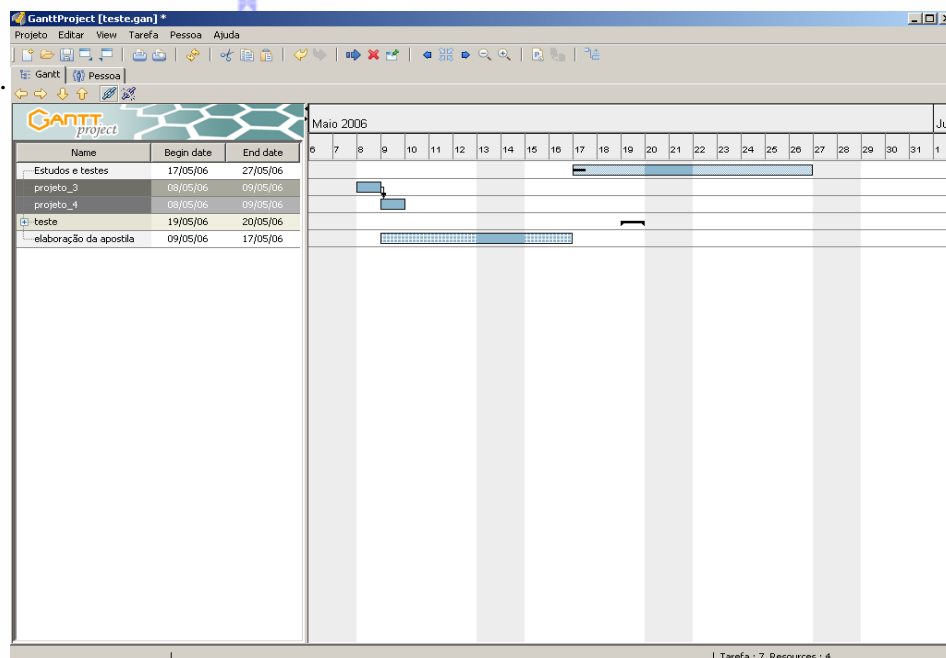 GanttProject [teste.gan] *
Projeto Editar View Tarefa Pessoa Ajuda
Gantt Pessoa
GANTT
project
Maio 2006
Name Begin date End date 6 7 8 9 10 11 12 13 14 15 16 17 18 19 20 21 22 23 24 25 26 27 28 29 30 31 1
Estudos e testes 17/05/06 27/05/06
projeto_3 08/05/06 09/05/06
projeto_4 08/05/06 09/05/06
teste 19/05/06 20/05/06
elaboração da apostila 09/05/06 17/05/06
Tarefa : 7 Resources : 4